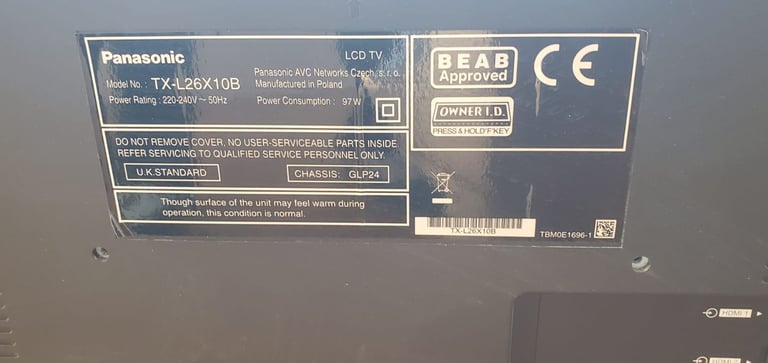 Panasonic
LCD TV
Model No. : TX-L26X10B
Panasonic AVC Networks Czech, s.r.o.
Manufactured in Poland
Power Rating : 220-240V ~ 50Hz
Power Consumption : 97W
DO NOT REMOVE COVER, NO USER-SERVICEABLE PARTS INSIDE.
REFER SERVICING TO QUALIFIED SERVICE PERSONNEL ONLY.
U.K.STANDARD
CHASSIS: GLP24
Though surface of the unit may feel warm during
operation, this condition is normal.
BEAB
Approved
CE
OWNER I.D.
PRESS & HOLD'F'KEY
TX-L26X10B
TBM0E1696-1
HDMI 1
HDMI 2